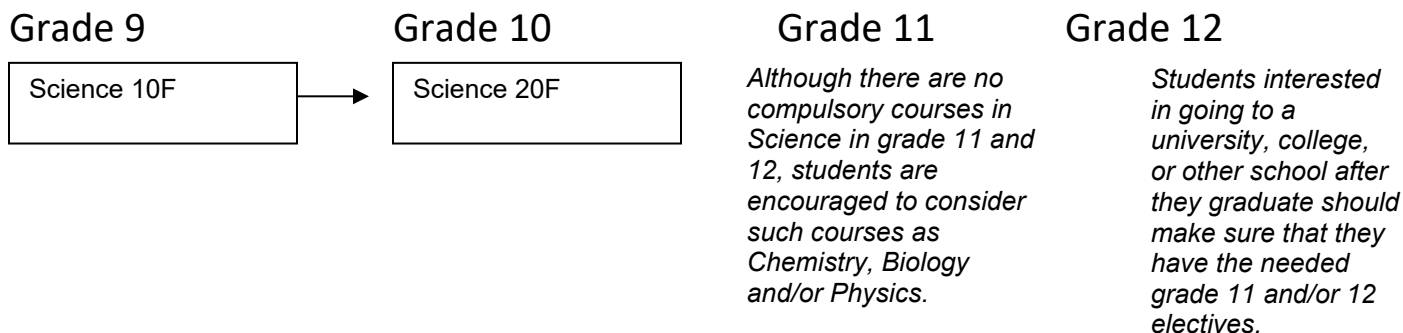 Grade 9
Grade 10
Grade 11
Grade 12
Science 10F
Science 20F
Although there are no
compulsory courses in
Science in grade 11 and
12, students are
encouraged to consider
such courses as
Chemistry, Biology
and/or Physics.
Students interested
in going to a
university, college,
or other school after
they graduate should
make sure that they
have the needed
grade 11 and/or 12
electives.